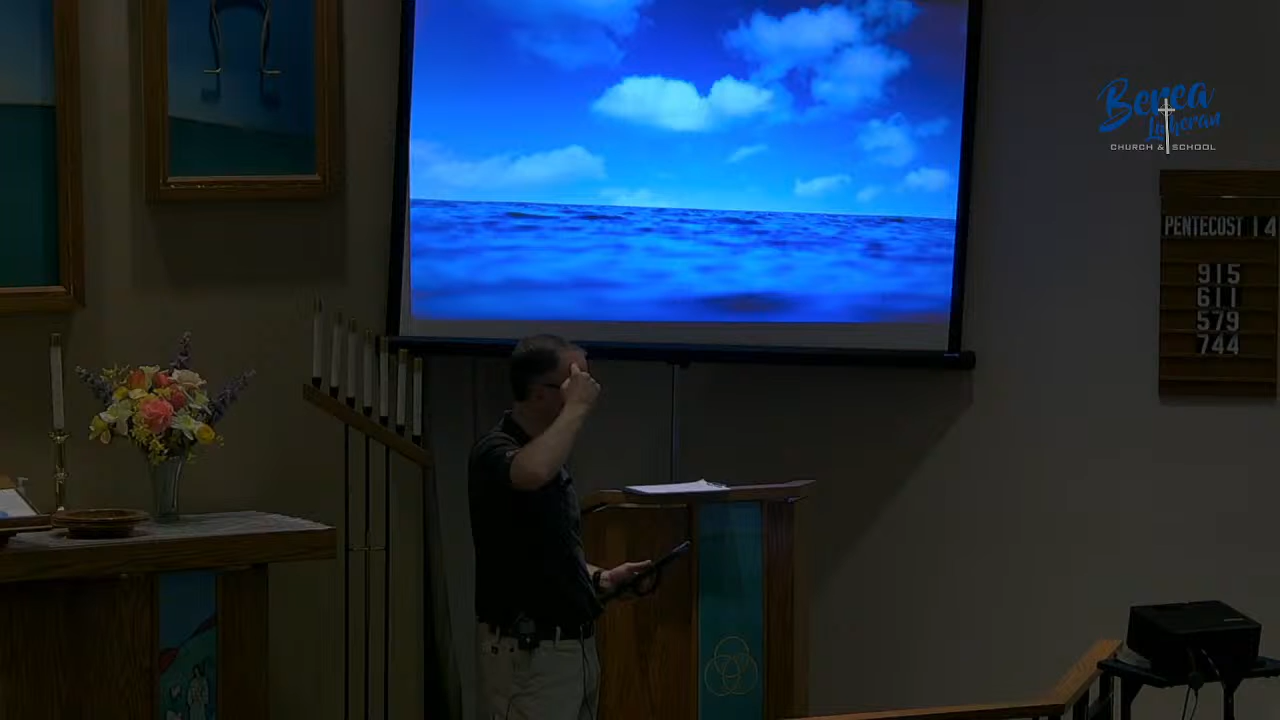 Berea
Lutheran
CHURCH & SCHOOL
PENTECOST 14
915
611
579
744